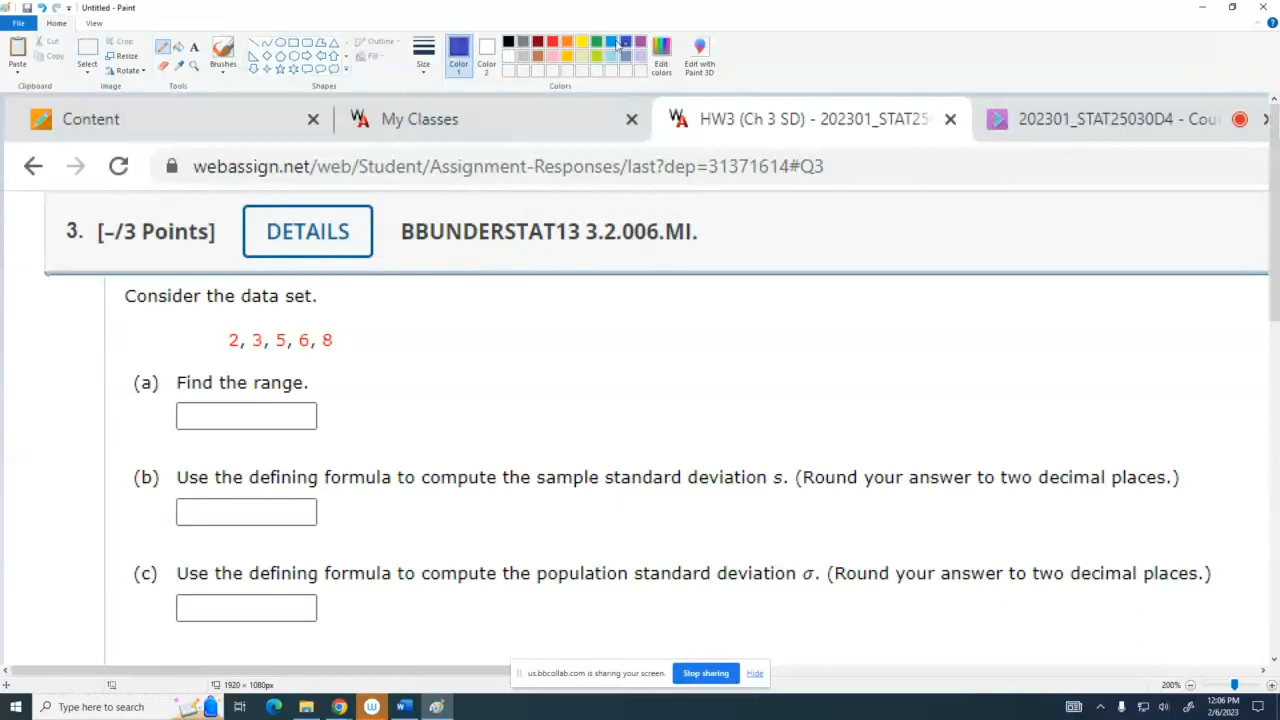 Untitled - Paint
File Home View
Paste
Cut
Copy
Clipboard
Select
Crop
Resize
Rotate
Image
A
Tools
Brushes
Outline
Fill
Shapes
Size
Color 1
Color 2
Edit colors
Edit with Paint 3D
Colors
Content
My Classes
HW3 (Ch 3 SD) - 202301_STAT25
202301_STAT25030D4 - Cou
webassign.net/web/Student/Assignment-Responses/last?dep=31371614#Q3
3. [–/3 Points] DETAILS BBUNDERSTAT13 3.2.006.MI.
Consider the data set.
2, 3, 5, 6, 8
(a) Find the range.
(b) Use the defining formula to compute the sample standard deviation s. (Round your answer to two decimal places.)
(c) Use the defining formula to compute the population standard deviation σ. (Round your answer to two decimal places.)
us.bbcollab.com is sharing your screen. Stop sharing Hide
1920 × 1080px
200%
Type here to search
12:06 PM
2/6/2023